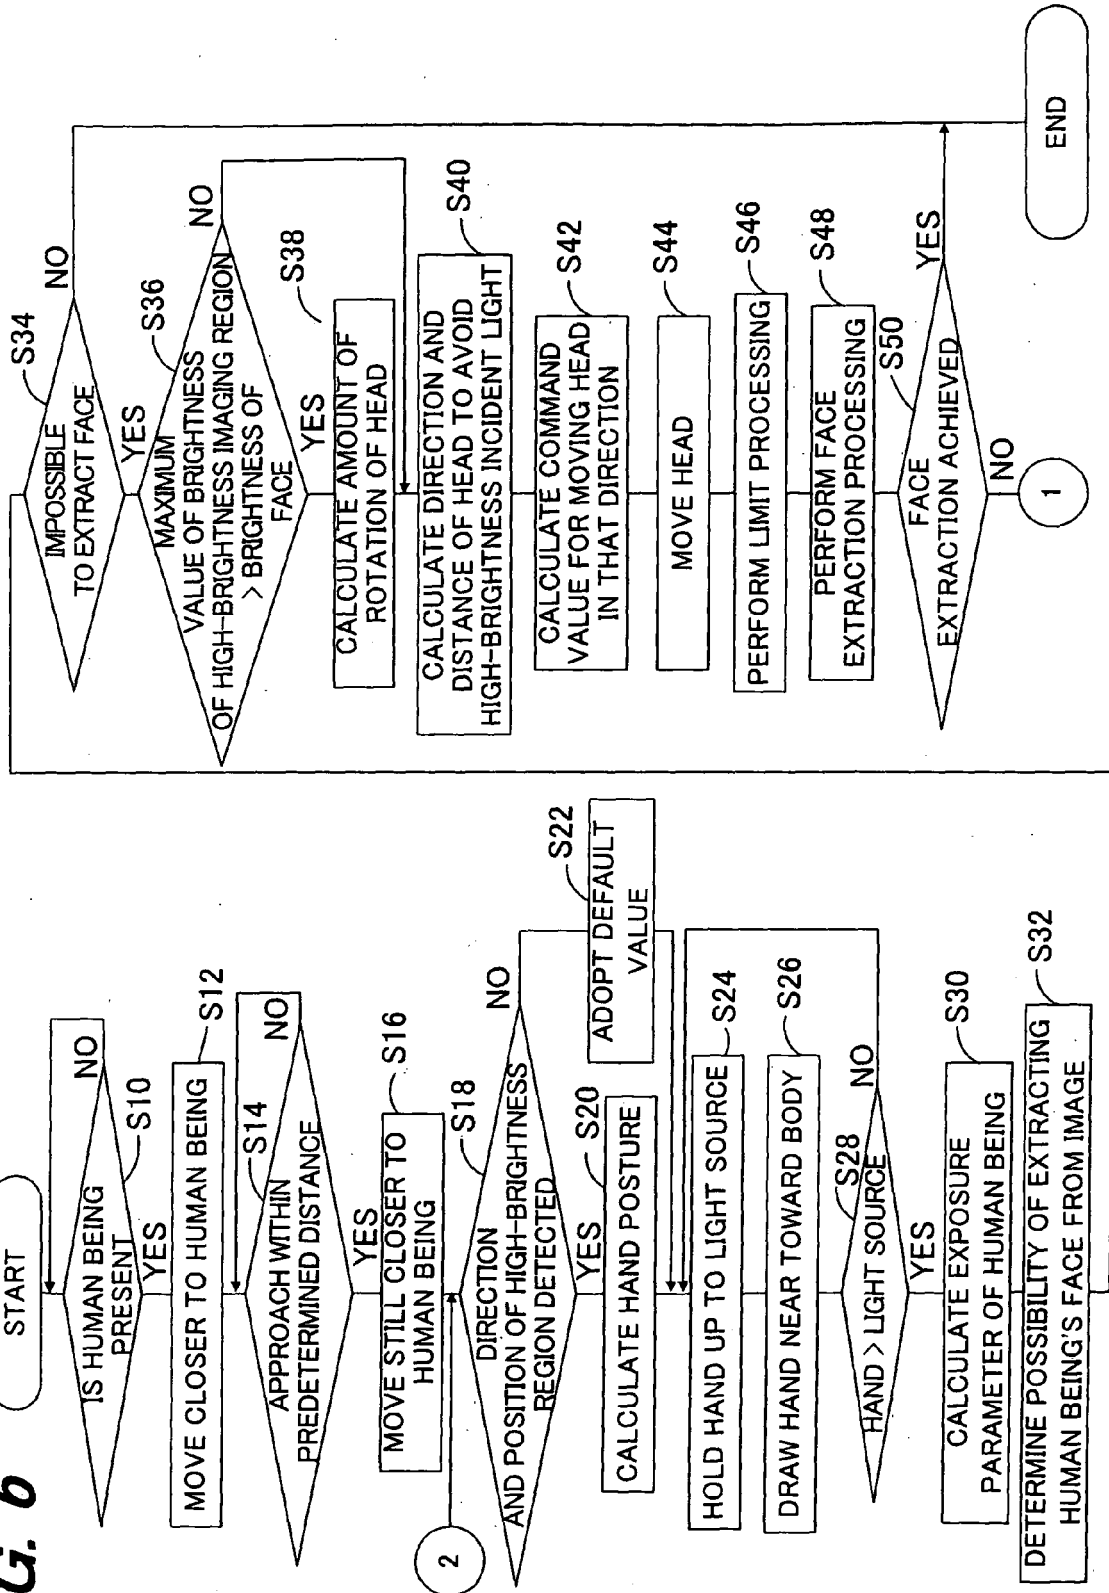 G. 6
START
IS HUMAN BEING
PRESENT
NO
S10
YES
MOVE CLOSER TO HUMAN BEING
S12
S14
APPROACH WITHIN
PREDETERMINED DISTANCE
NO
YES
MOVE STILL CLOSER TO
HUMAN BEING
S16
2
DIRECTION
AND POSITION OF HIGH-BRIGHTNESS
REGION DETECTED
S18
NO
YES
S20
CALCULATE HAND POSTURE
S22
ADOPT DEFAULT
VALUE
HOLD HAND UP TO LIGHT SOURCE
S24
DRAW HAND NEAR TOWARD BODY
S26
S28
HAND > LIGHT SOURCE
NO
YES
CALCULATE EXPOSURE
PARAMETER OF HUMAN BEING
S30
DETERMINE POSSIBILITY OF EXTRACTING
HUMAN BEING'S FACE FROM IMAGE
S32
S34
IMPOSSIBLE
TO EXTRACT FACE
NO
YES
S36
MAXIMUM
VALUE OF BRIGHTNESS
OF HIGH-BRIGHTNESS IMAGING REGION
> BRIGHTNESS OF
FACE
NO
YES
S38
CALCULATE AMOUNT OF
ROTATION OF HEAD
S40
CALCULATE DIRECTION AND
DISTANCE OF HEAD TO AVOID
HIGH-BRIGHTNESS INCIDENT LIGHT
S42
CALCULATE COMMAND
VALUE FOR MOVING HEAD
IN THAT DIRECTION
S44
MOVE HEAD
S46
PERFORM LIMIT PROCESSING
S48
PERFORM FACE
EXTRACTION PROCESSING
S50
FACE
EXTRACTION ACHIEVED
YES
NO
1
END